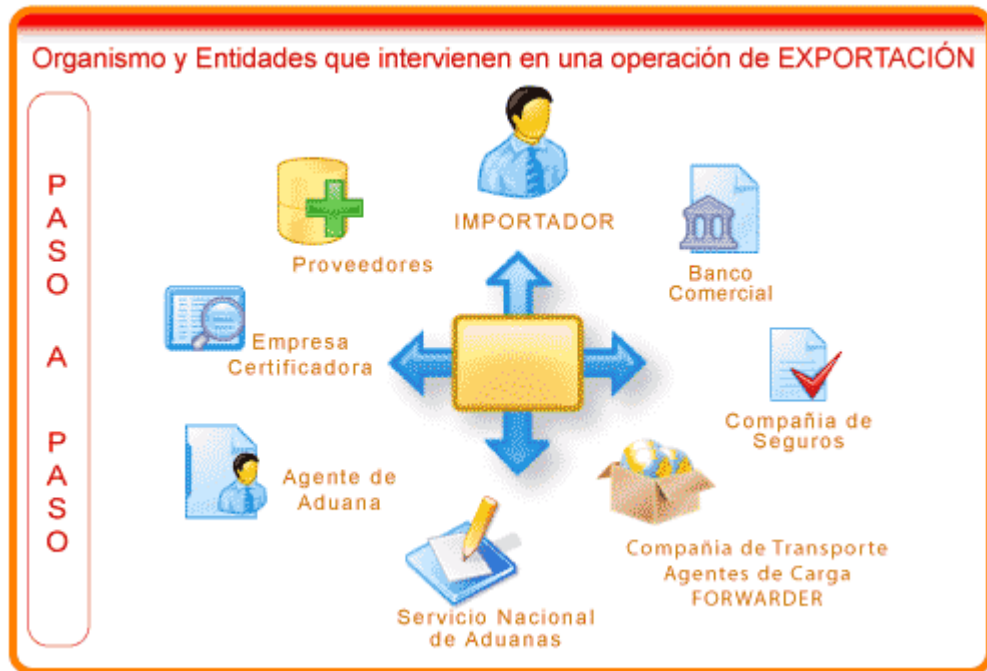 Organismo y Entidades que intervienen en una operación de EXPORTACIÓN
PASO A PASO
IMPORTADOR
Proveedores
Banco
Comercial
Empresa
Certificadora
Compañia de
Seguros
Agente de
Aduana
Compañia de Transporte
Agentes de Carga
FORWARDER
Servicio Nacional
de Aduanas